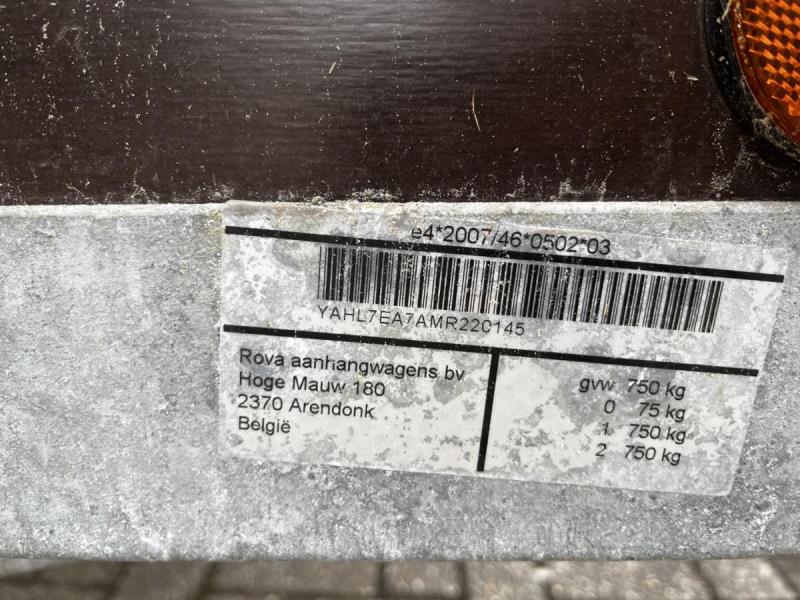 e4*2007/46*0502*03
YAHL7EA7AMR220145
Rova aanhangwagens bv
Hoge Mauw 180
2370 Arendonk
België
gvw 750 kg
0 75 kg
1 750 kg
2 750 kg